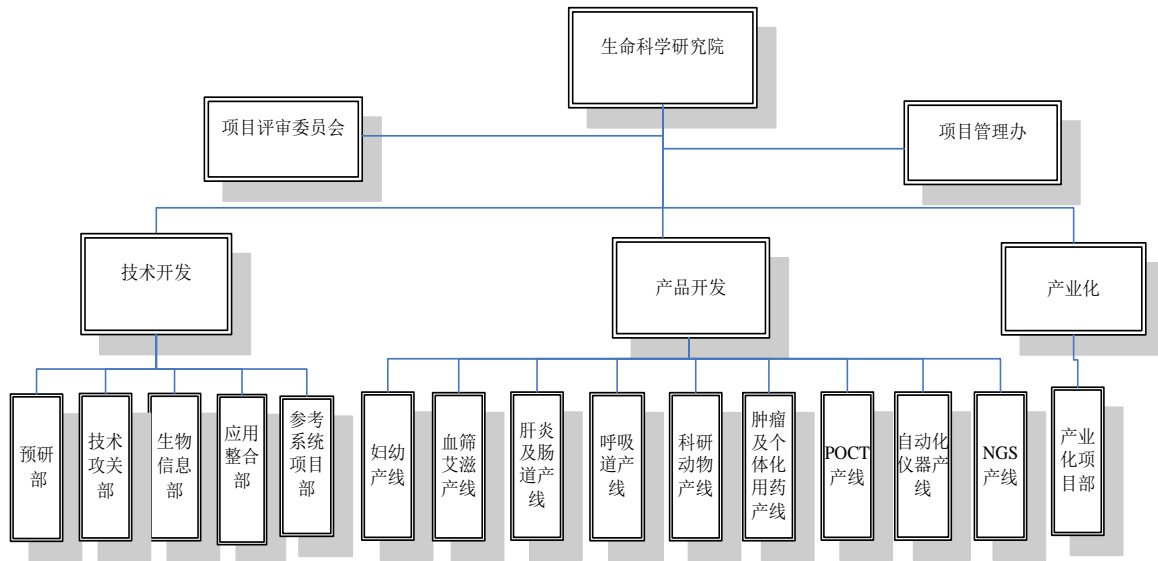 生命科学研究院
项目评审委员会
项目管理办
技术开发
产品开发
产业化
预研
部
技术
攻关
部
生物
信息
部
应用
整合
部
参考
系统
项目
部
妇幼
产线
血筛
艾滋
产线
肝炎
及肠
道产
线
呼吸
道产
线
科研
动物
产线
肿瘤
及个
体化
用药
产线
POCT
产线
自动化
仪器产
线
NGS
产线
产业
化项
目部